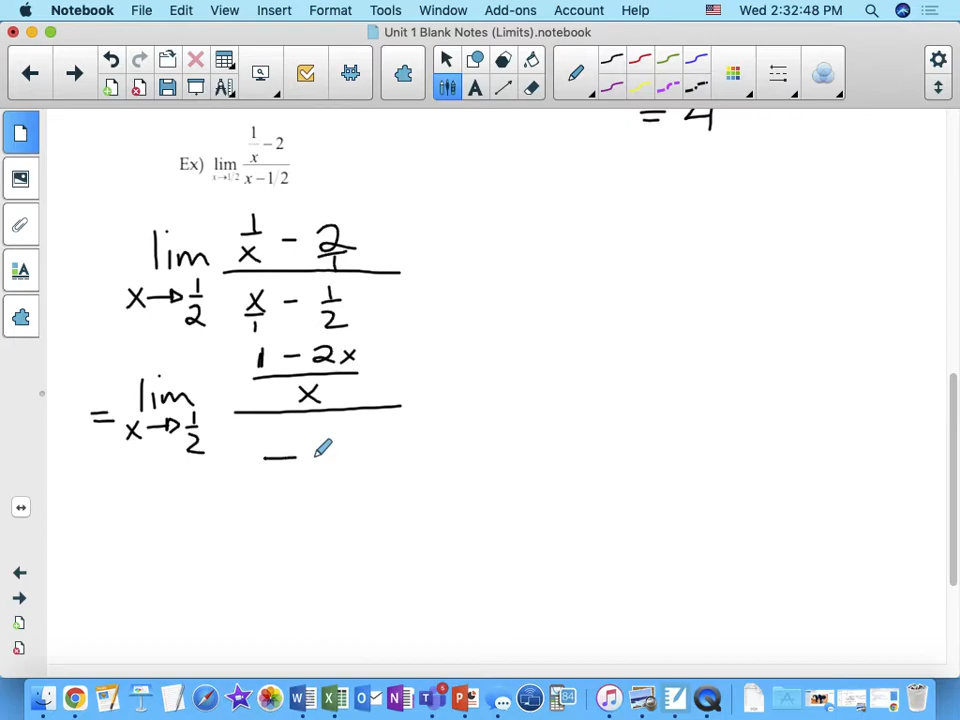 Notebook File Edit View Insert Format Tools Window Add-ons Account Help Wed 2:32:48 PM
Unit 1 Blank Notes (Limits).notebook
= 4
1/x − 2
Ex) lim
x→1/2 x − 1/2
1/x - 2/1
lim
x→1/2 x/1 - 1/2
1 - 2x
= lim x
x→1/2